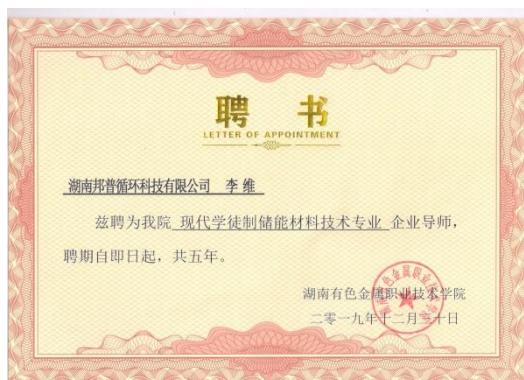 聘 书
LETTER OF APPOINTMENT
湖南邦普循环科技有限公司 李维
兹聘为我院 现代学徒制储能材料技术专业 企业导师，
聘期自即日起，共五年。
湖南有色金属职业技术学院
二零一九年十二月三十日